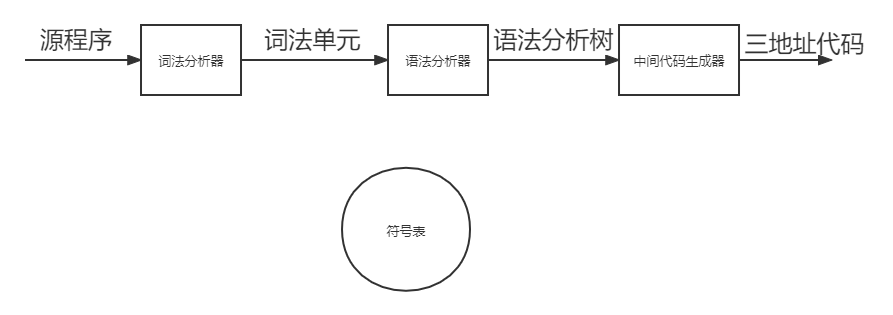 源程序
词法分析器
词法单元
语法分析器
语法分析树
中间代码生成器
三地址代码
符号表